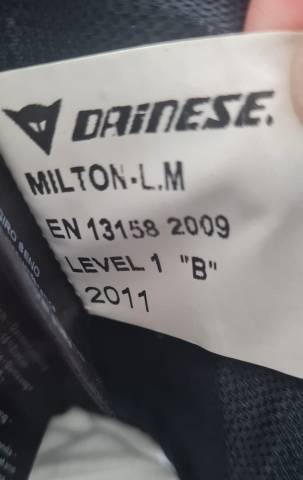 DAINESE.
MILTON-L.M
EN 13158 2009
LEVEL 1 "B"
2011